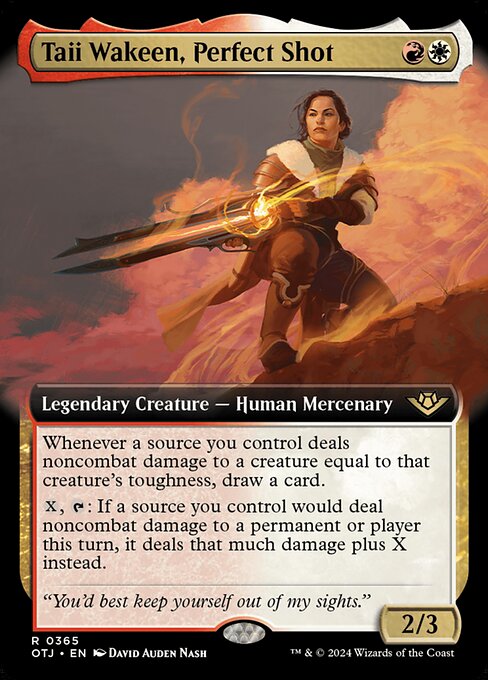 Taii Wakeen, Perfect Shot
Legendary Creature — Human Mercenary
Whenever a source you control deals
noncombat damage to a creature equal to that
creature's toughness, draw a card.
X, : If a source you control would deal
noncombat damage to a permanent or player
this turn, it deals that much damage plus X
instead.
“You'd best keep yourself out of my sights.”
2/3
R 0365
OTJ • EN David Auden Nash
™ & © 2024 Wizards of the Coast